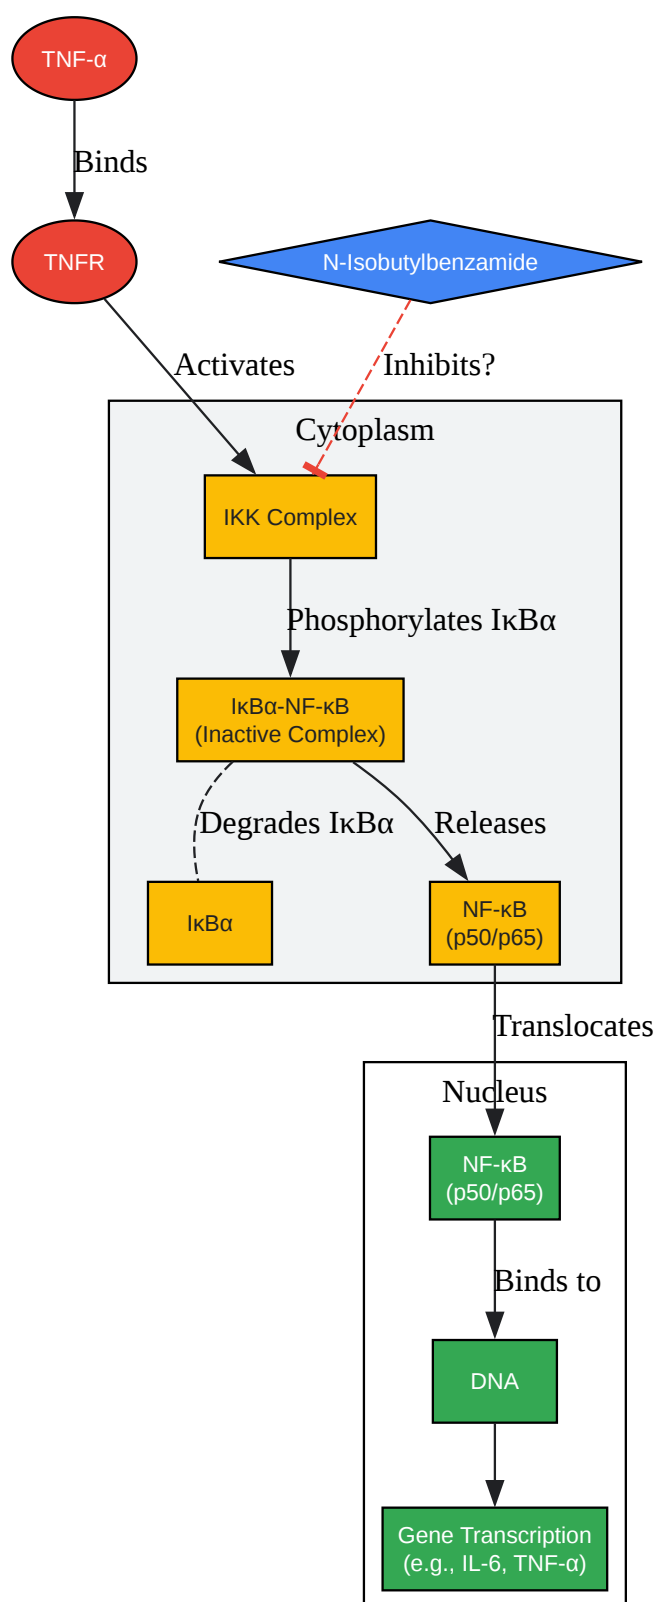 TNF-α
Binds
TNFR
N-Isobutylbenzamide
Activates
Inhibits?
Cytoplasm
IKK Complex
Phosphorylates IκBα
IκBα-NF-κB
(Inactive Complex)
Degrades IκBα
Releases
IκBα
NF-κB
(p50/p65)
Translocates
Nucleus
NF-κB
(p50/p65)
Binds to
DNA
Gene Transcription
(e.g., IL-6, TNF-α)